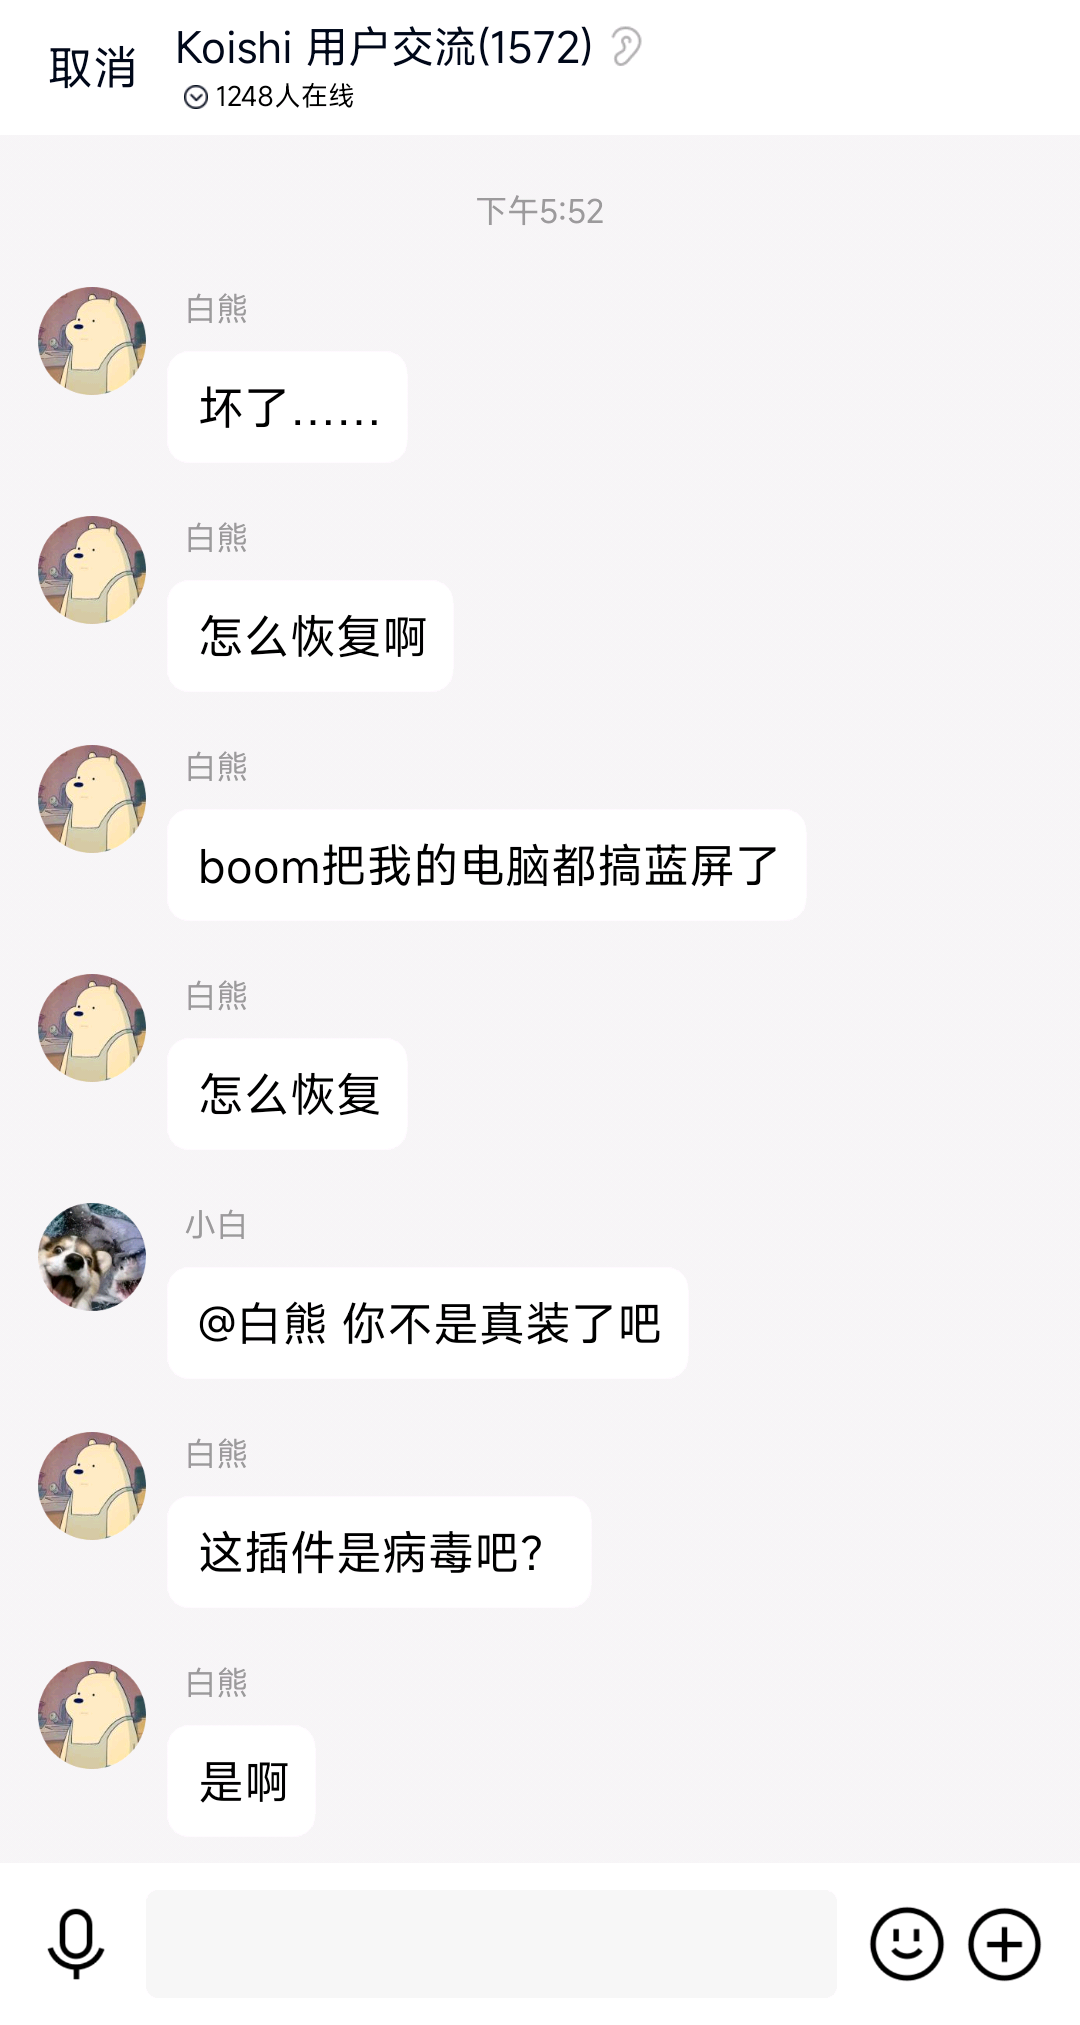 取消
Koishi 用户交流(1572)
1248人在线
下午5:52
白熊
坏了……
白熊
怎么恢复啊
白熊
boom把我的电脑都搞蓝屏了
白熊
怎么恢复
小白
@白熊 你不是真装了吧
白熊
这插件是病毒吧？
白熊
是啊